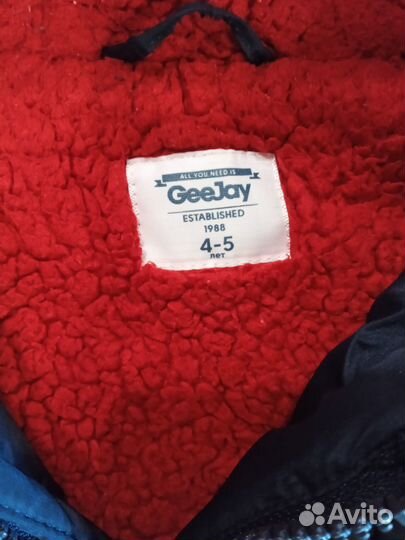 ALL YOU NEED IS
GeeJay
ESTABLISHED
1988
4-5
лет
Avito